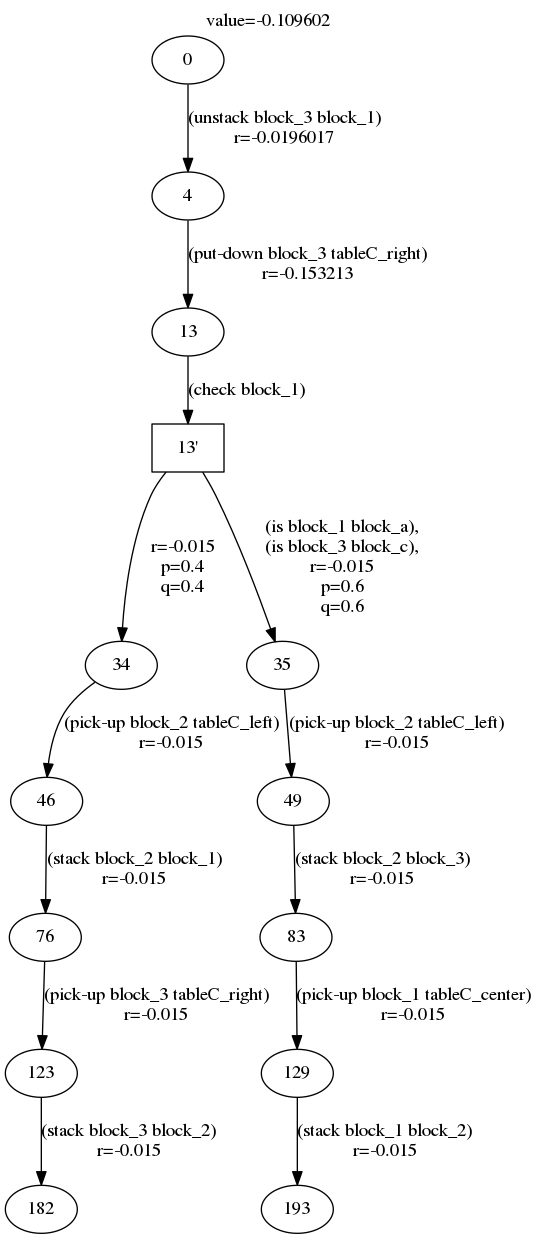 value=-0.109602
0
(unstack block_3 block_1)
r=-0.0196017
4
(put-down block_3 tableC_right)
r=-0.153213
13
(check block_1)
13'
r=-0.015
p=0.4
q=0.4
(is block_1 block_a),
(is block_3 block_c),
r=-0.015
p=0.6
q=0.6
34
35
(pick-up block_2 tableC_left)
r=-0.015
(pick-up block_2 tableC_left)
r=-0.015
46
49
(stack block_2 block_1)
r=-0.015
(stack block_2 block_3)
r=-0.015
76
83
(pick-up block_3 tableC_right)
r=-0.015
(pick-up block_1 tableC_center)
r=-0.015
123
129
(stack block_3 block_2)
r=-0.015
(stack block_1 block_2)
r=-0.015
182
193